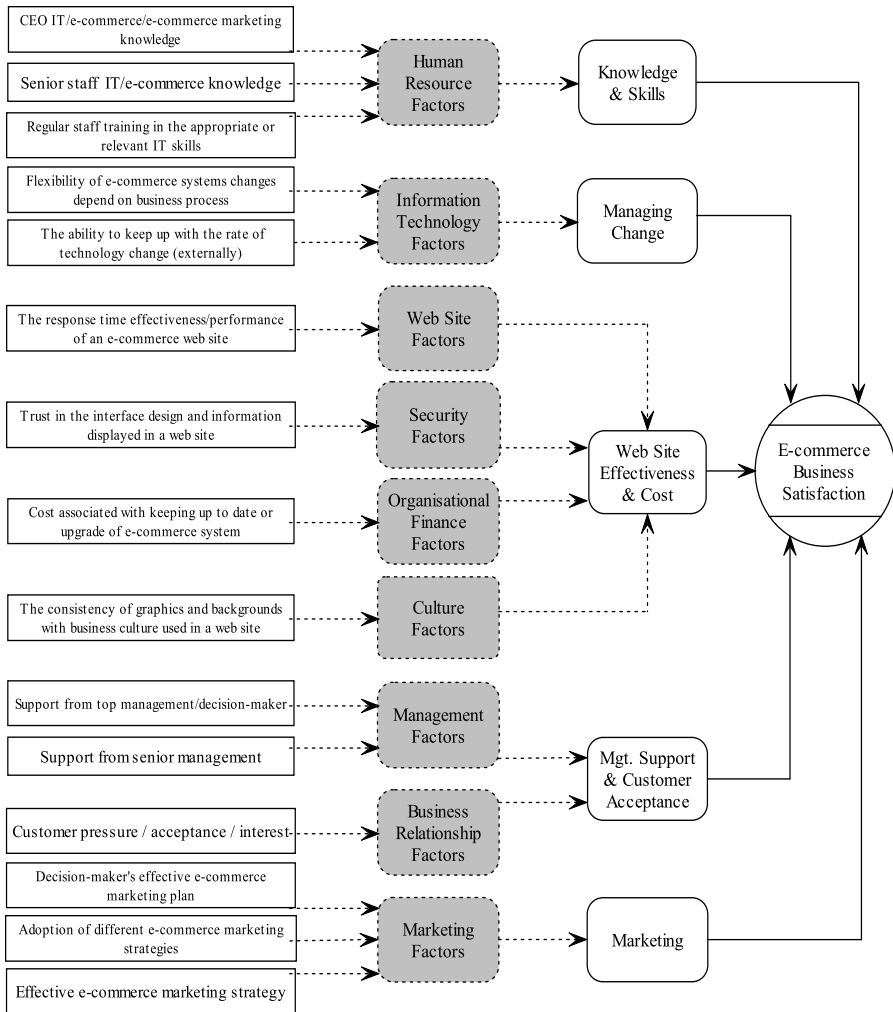 CEO IT/e-commerce/e-commerce marketing
knowledge
Senior staff IT/e-commerce knowledge
Regular staff training in the appropriate or
relevant IT skills
Human
Resource
Factors
Knowledge
& Skills
Flexibility of e-commerce systems changes
depend on business process
The ability to keep up with the rate of
technology change (externally)
Information
Technology
Factors
Managing
Change
The response time effectiveness/performance
of an e-commerce web site
Web Site
Factors
Trust in the interface design and information
displayed in a web site
Security
Factors
Web Site
Effectiveness
& Cost
E-commerce
Business
Satisfaction
Cost associated with keeping up to date or
upgrade of e-commerce system
Organisational
Finance
Factors
The consistency of graphics and backgrounds
with business culture used in a web site
Culture
Factors
Support from top management/decision-maker
Support from senior management
Management
Factors
Mgt. Support
& Customer
Acceptance
Customer pressure / acceptance / interest
Business
Relationship
Factors
Decision-maker's effective e-commerce
marketing plan
Adoption of different e-commerce marketing
strategies
Effective e-commerce marketing strategy
Marketing
Factors
Marketing